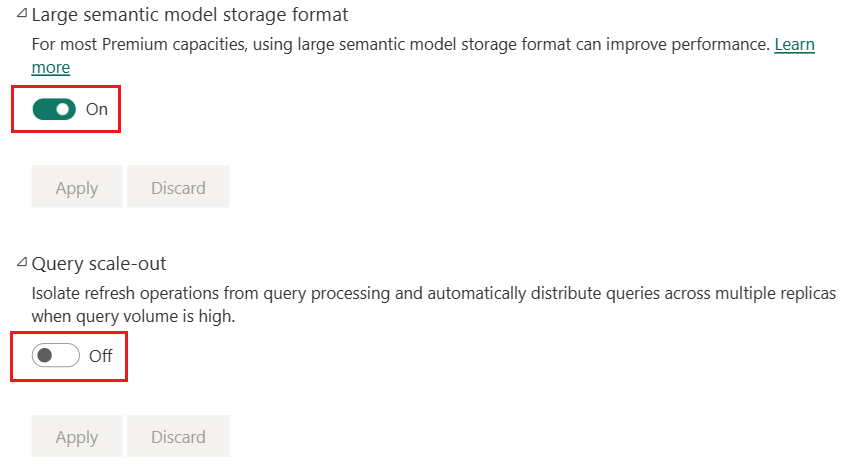 Large semantic model storage format
For most Premium capacities, using large semantic model storage format can improve performance. Learn
more
On
Apply Discard
Query scale-out
Isolate refresh operations from query processing and automatically distribute queries across multiple replicas
when query volume is high.
Off
Apply Discard